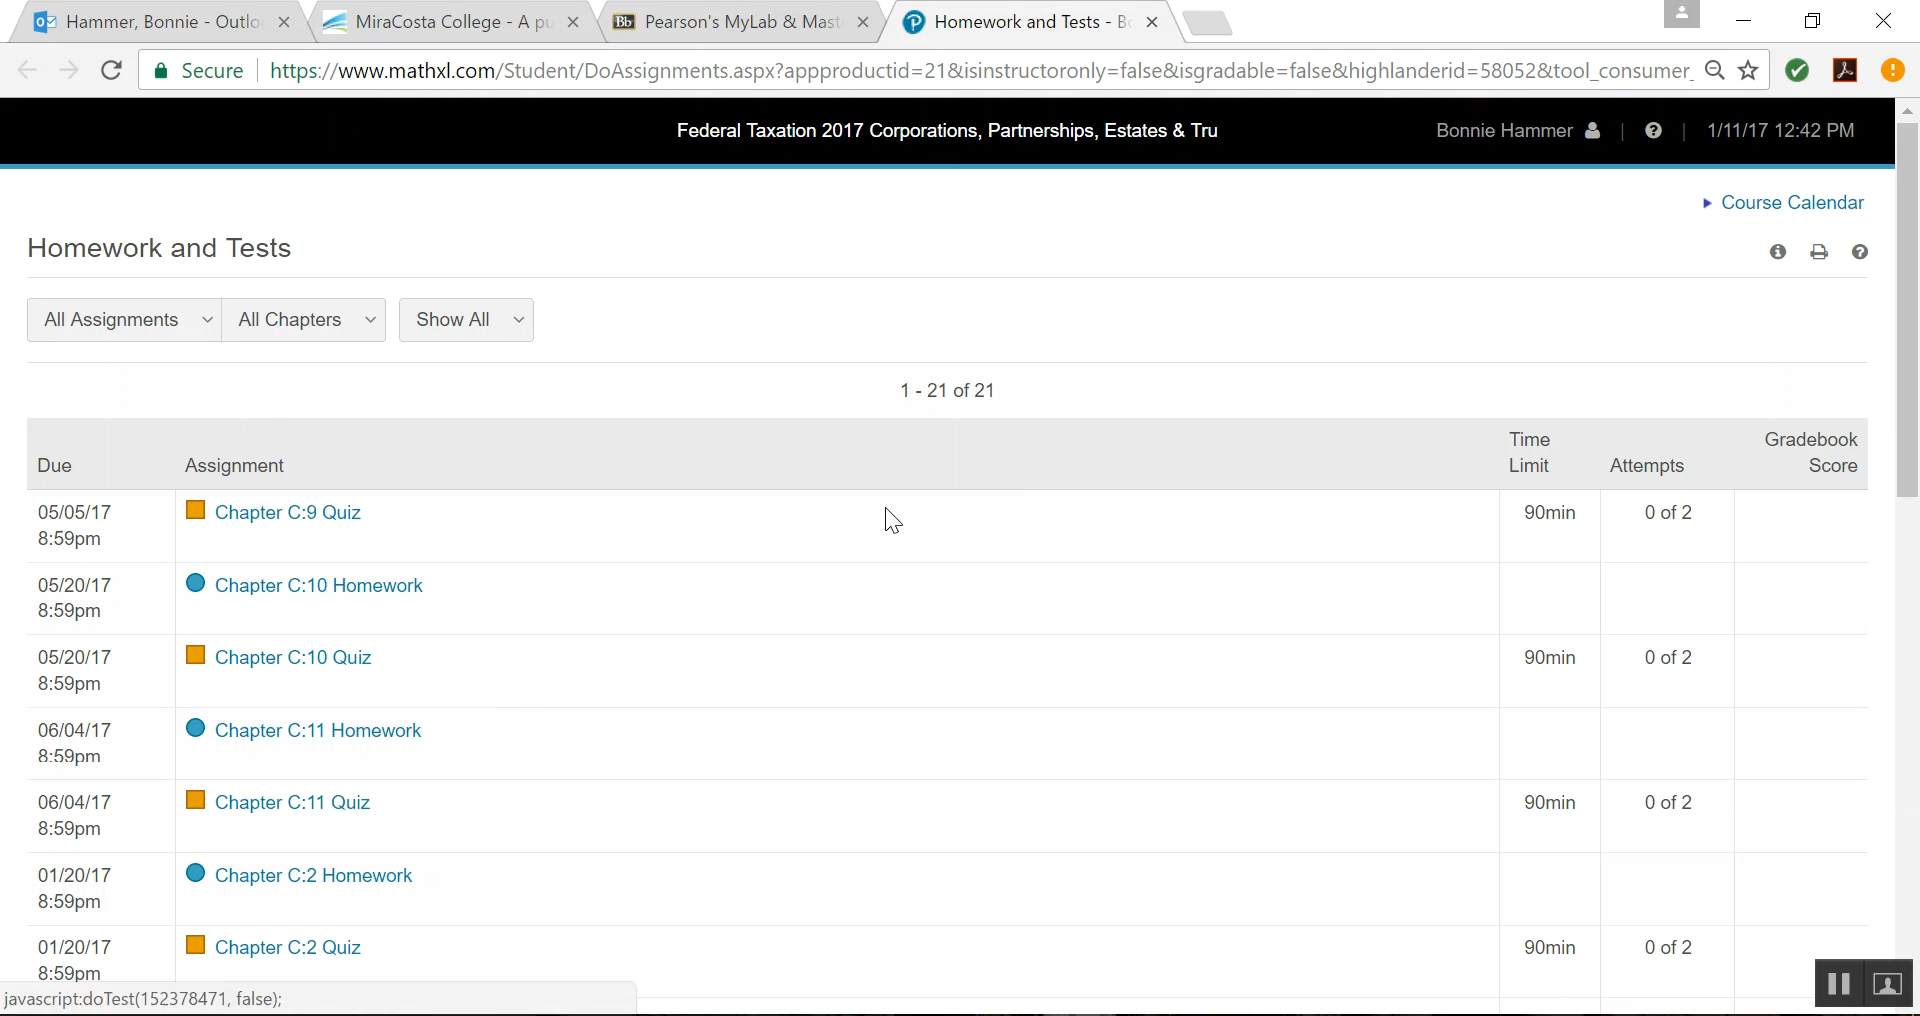 Hammer, Bonnie - Outlo
MiraCosta College - A pu
Bb Pearson's MyLab & Mast
Homework and Tests - Bo
Secure https://www.mathxl.com/Student/DoAssignments.aspx?appproductid=21&isinstructoronly=false&isgradable=false&highlanderid=58052&tool_consumer_
Federal Taxation 2017 Corporations, Partnerships, Estates & Tru
Bonnie Hammer
1/11/17 12:42 PM
Course Calendar
Homework and Tests
All Assignments All Chapters Show All
1 - 21 of 21
Due Assignment Time Limit Attempts Gradebook Score
05/05/17 Chapter C:9 Quiz 90min 0 of 2
8:59pm
05/20/17 Chapter C:10 Homework
8:59pm
05/20/17 Chapter C:10 Quiz 90min 0 of 2
8:59pm
06/04/17 Chapter C:11 Homework
8:59pm
06/04/17 Chapter C:11 Quiz 90min 0 of 2
8:59pm
01/20/17 Chapter C:2 Homework
8:59pm
01/20/17 Chapter C:2 Quiz 90min 0 of 2
8:59pm
javascript:doTest(152378471, false);